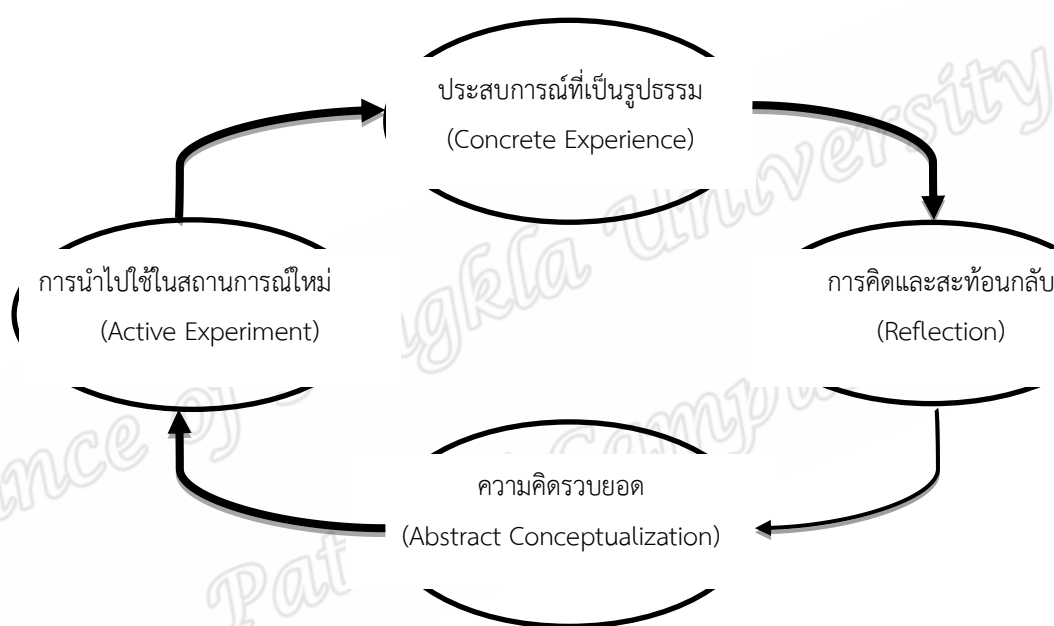 ประสบการณ์ที่เป็นรูปธรรม
(Concrete Experience)
การนำไปใช้ในสถานการณ์ใหม่
(Active Experiment)
การคิดและสะท้อนกลับ
(Reflection)
ความคิดรวบยอด
(Abstract Conceptualization)